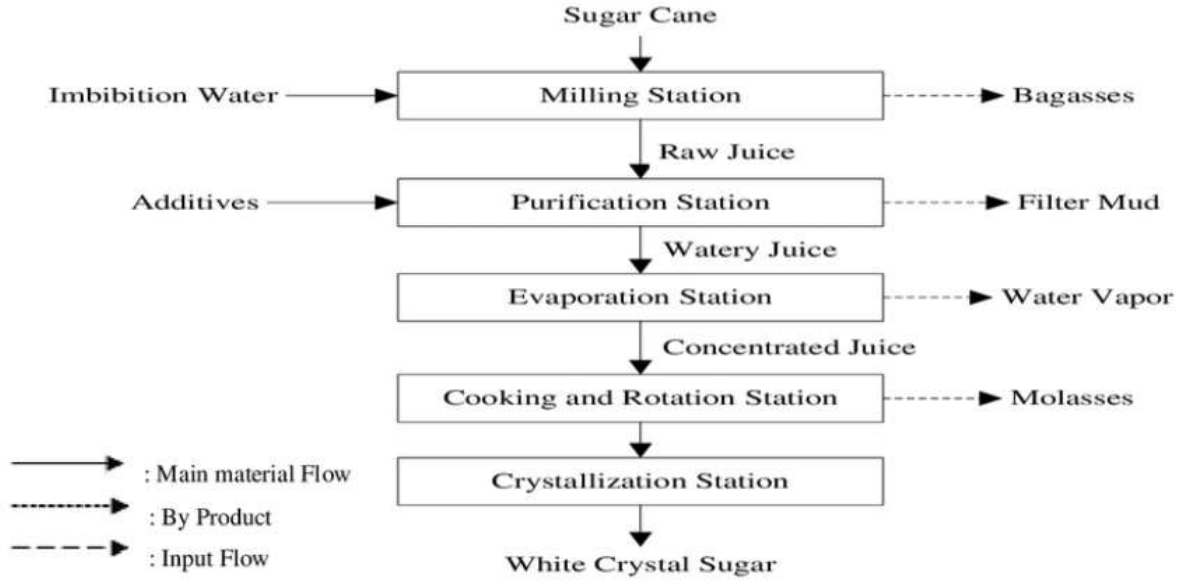 Sugar Cane
Imbibition Water
Milling Station
Bagasses
Raw Juice
Additives
Purification Station
Filter Mud
Watery Juice
Evaporation Station
Water Vapor
Concentrated Juice
Cooking and Rotation Station
Molasses
: Main material Flow
Crystallization Station
: By Product
: Input Flow
White Crystal Sugar